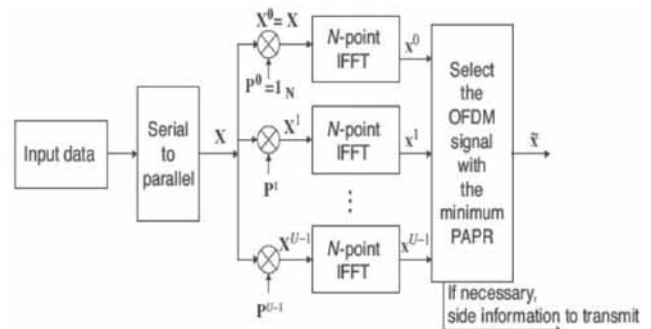 Input data
Serial
to
parallel
X
X⁰= X
P⁰=1 N
N-point
IFFT
x⁰
X¹
P¹
N-point
IFFT
x¹
⋮
Xᵁ⁻¹
Pᵁ⁻¹
N-point
IFFT
xᵁ⁻¹
Select
the
OFDM
signal
with
the
minimum
PAPR
x̃
If necessary,
side information to transmit